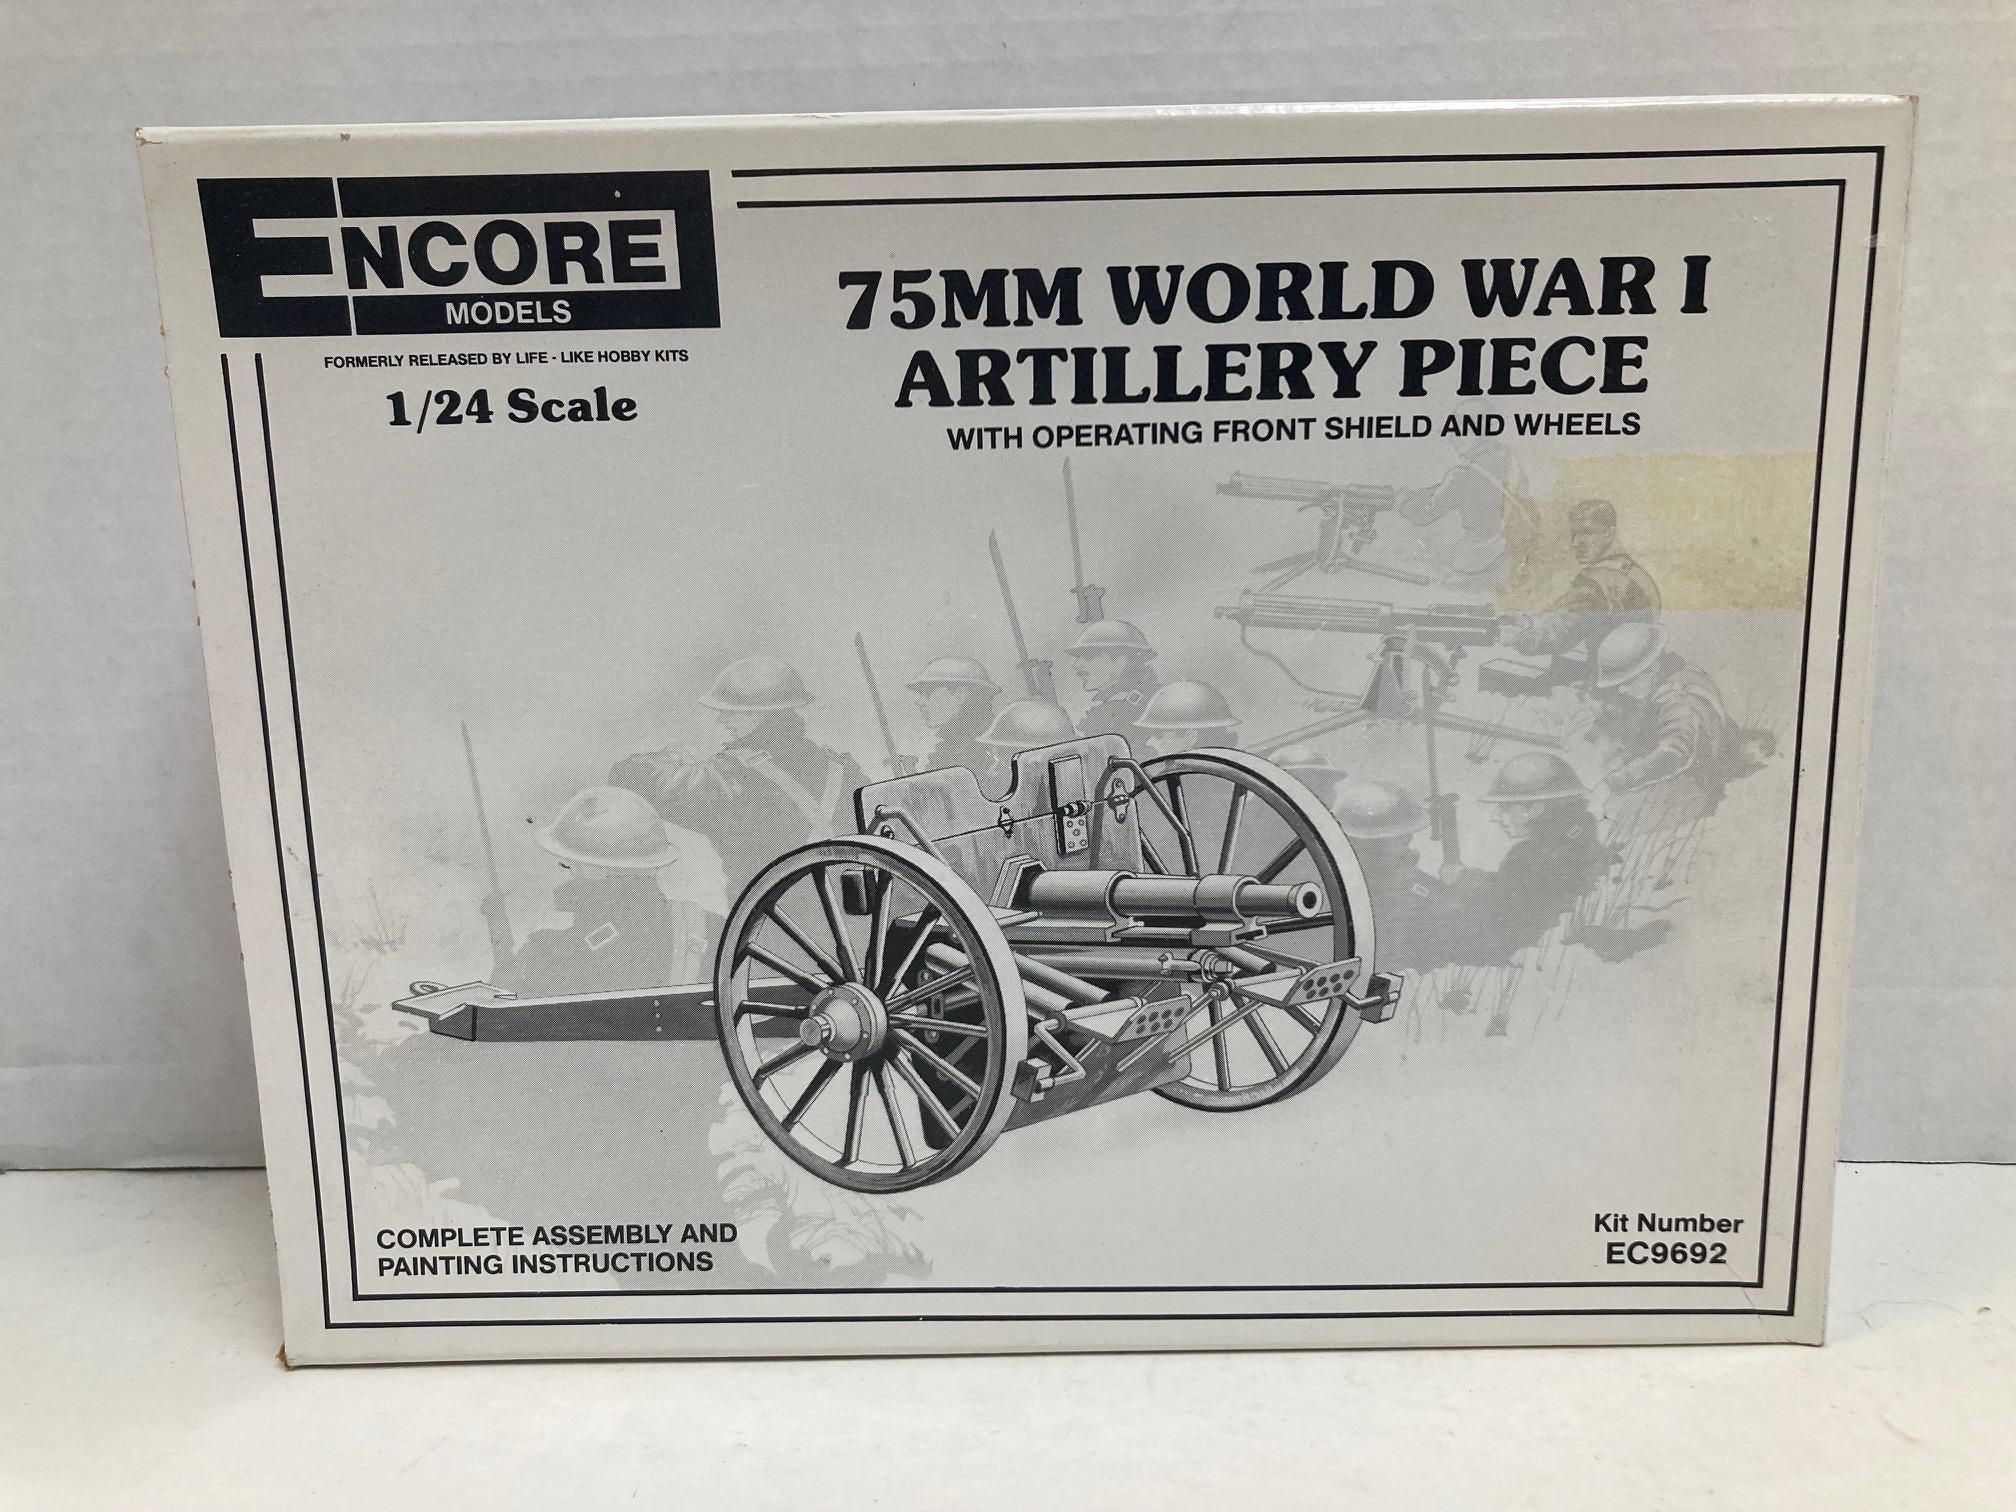 ENCORE
MODELS
FORMERLY RELEASED BY LIFE - LIKE HOBBY KITS
1/24 Scale
75MM WORLD WAR I
ARTILLERY PIECE
WITH OPERATING FRONT SHIELD AND WHEELS
COMPLETE ASSEMBLY AND
PAINTING INSTRUCTIONS
Kit Number
EC9692